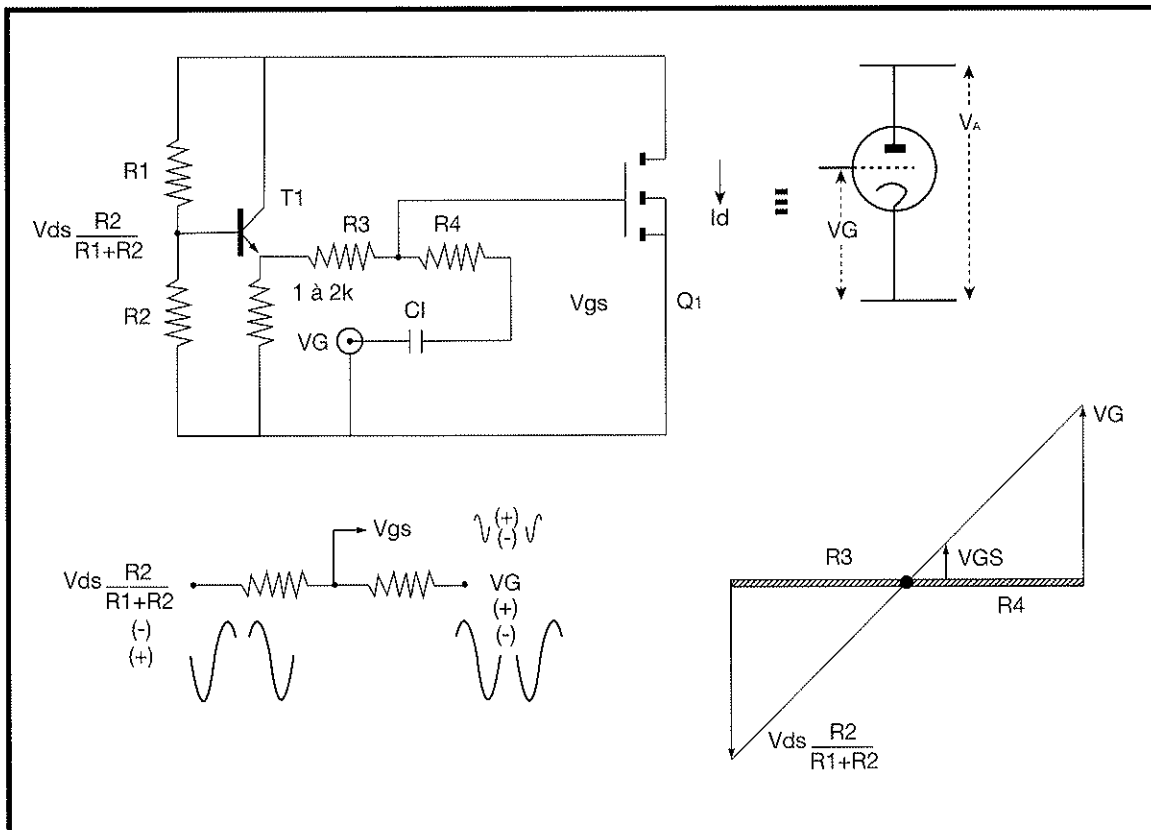 R1
T1
Vds R2
R1+R2
R3
R4
R2
1 à 2k
VG
CI
Vgs
Q1
Id
VG
VA
Vgs
(+)
(-)
Vds R2
R1+R2
(-)
(+)
VG
(+)
(-)
VG
R3
VGS
R4
Vds R2
R1+R2